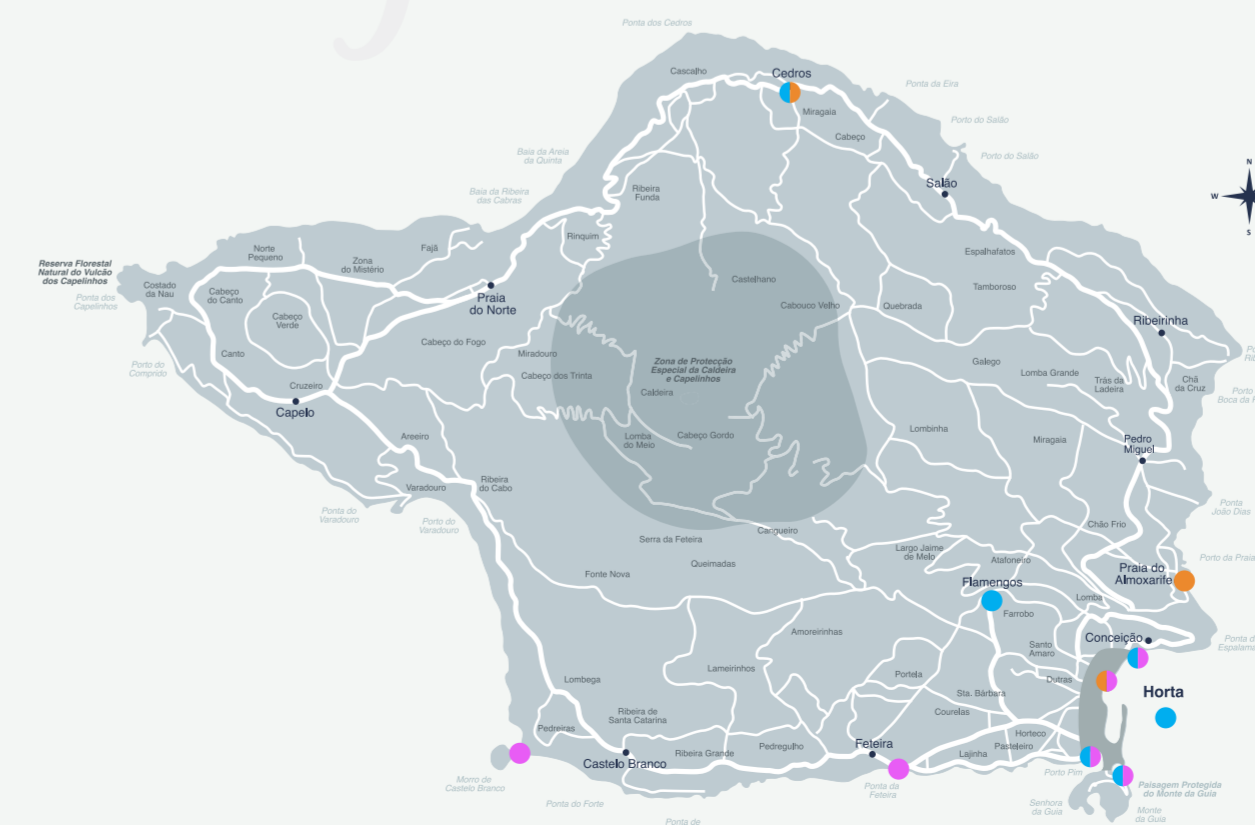 Ponta dos Cedros
Cascalho
Cedros
Ponta da Eira
Miragaia
Cabeço
Porto do Salão
Porto do Salão
Baia da Areia
da Quinta
Salão
N
W
S
Baia da Ribeira
das Cabras
Ribeira
Funda
Rinquim
Fajã
Norte
Pequeno
Zona
do Mistério
Espalhafatos
Reserva Florestal
Natural do Vulcão
dos Capelinhos
Costado
da Nau
Cabeço
do Canto
Ponta dos
Capelinhos
Praia
do Norte
Castelhano
Cabouco Velho
Quebrada
Tamboroso
Ribeirinha
Cabeço
Verde
Cabeço do Fogo
Canto
Porto do
Comprido
Miradouro
Cabeço dos Trinta
Zona de Protecção
Especial da Caldeira
e Capelinhos
Caldeira
Galego
Lomba Grande
Trás da
Ladeira
Chã
da Cruz
Cruzeiro
Capelo
Areeiro
Lomba
do Meio
Cabeço Gordo
Lombinha
Miragaia
Pedro
Miguel
Varadouro
Ribeira
do Cabo
Ponta do
Varadouro
Porto do
Varadouro
Ponta
João Dias
Cangueiro
Serra da Feteira
Chão Frio
Queimadas
Largo Jaime
de Melo
Atafoneiro
Porto da Praia
Fonte Nova
Praia do
Almoxarife
Flamengos
Lomba
Farrobo
Amoreirinhas
Conceição
Santo
Amaro
Lameirinhos
Portela
Dutras
Lombega
Sta. Bárbara
Horta
Ribeira de
Santa Catarina
Courelas
Pedreiras
Horteco
Pasteleiro
Feteira
Ribeira Grande
Pedregulho
Lajinha
Castelo Branco
Porto Pim
Morro de
Castelo Branco
Ponta da
Feteira
Paisagem Protegida
do Monte da Guia
Ponta do Forte
Senhora
da Guia
Monte
da Guia
Ponta de